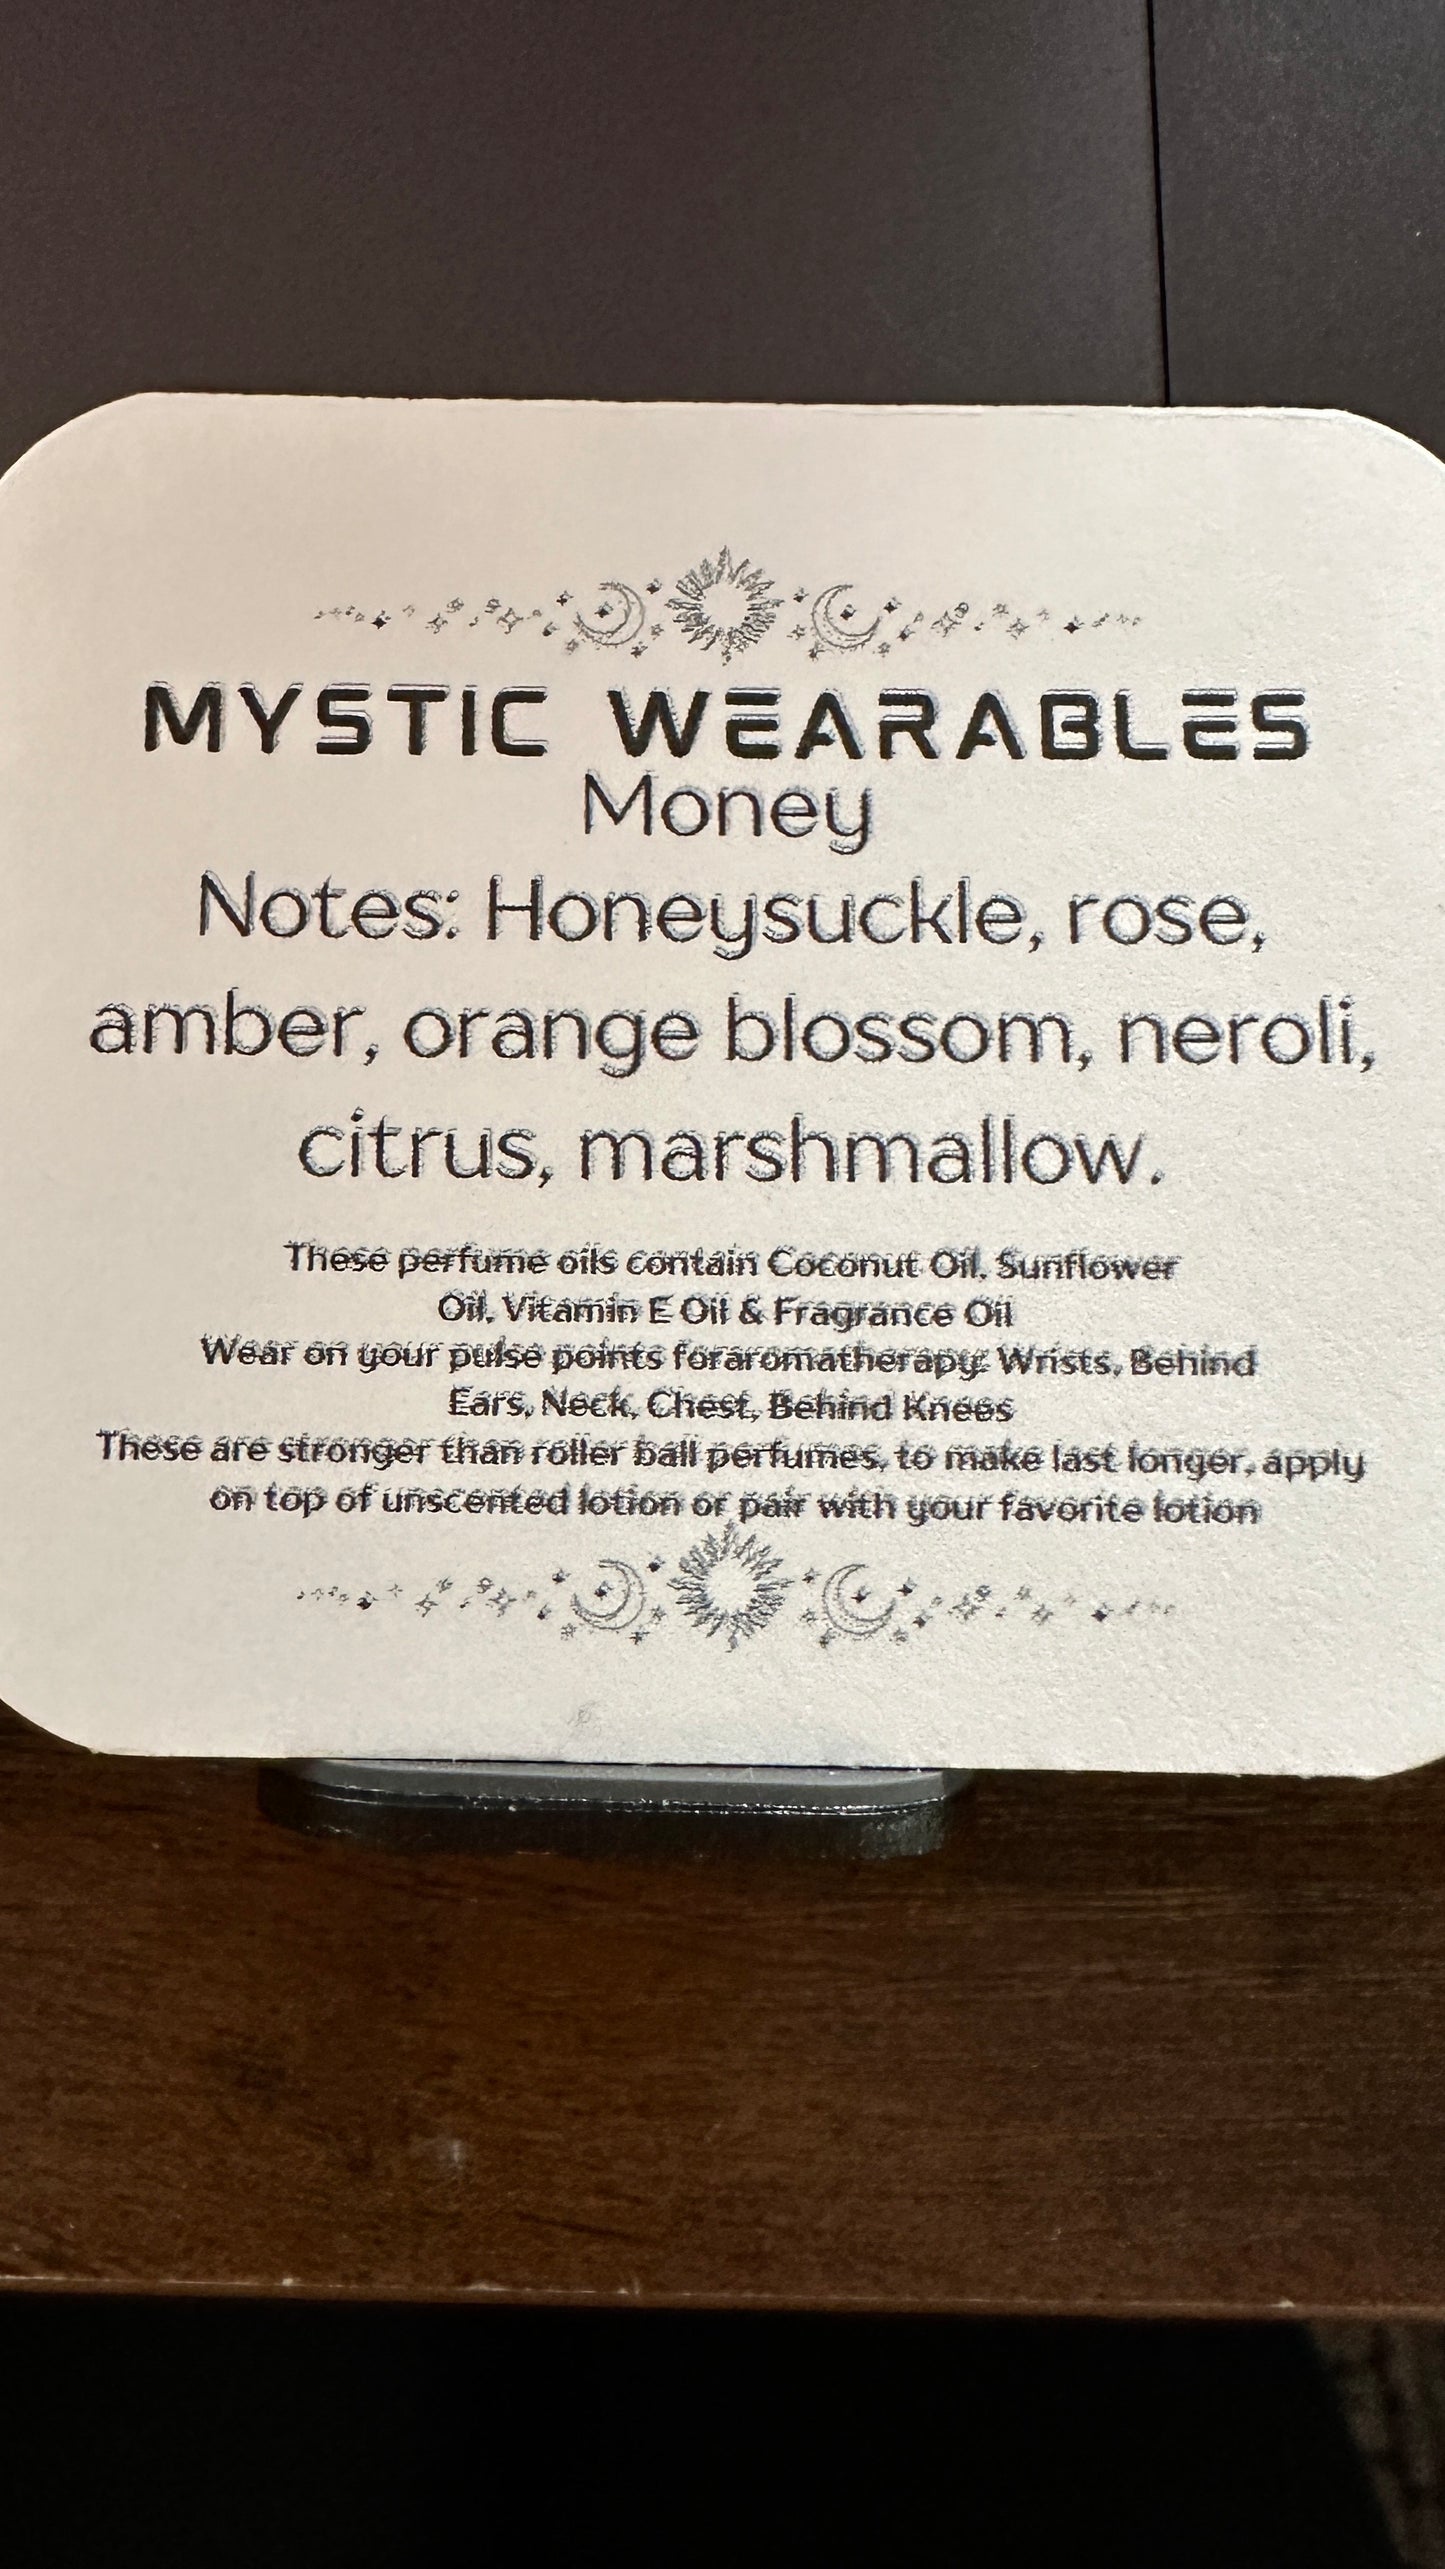 MYSTIC WEARABLES
Money
Notes: Honeysuckle, rose,
amber, orange blossom, neroli,
citrus, marshmallow.
These perfume oils contain Coconut Oil, Sunflower
Oil, Vitamin E Oil & Fragrance Oil
Wear on your pulse points foraromatherapy: Wrists, Behind
Ears, Neck, Chest, Behind Knees
These are stronger than roller ball perfumes, to make last longer, apply
on top of unscented lotion or pair with your favorite lotion